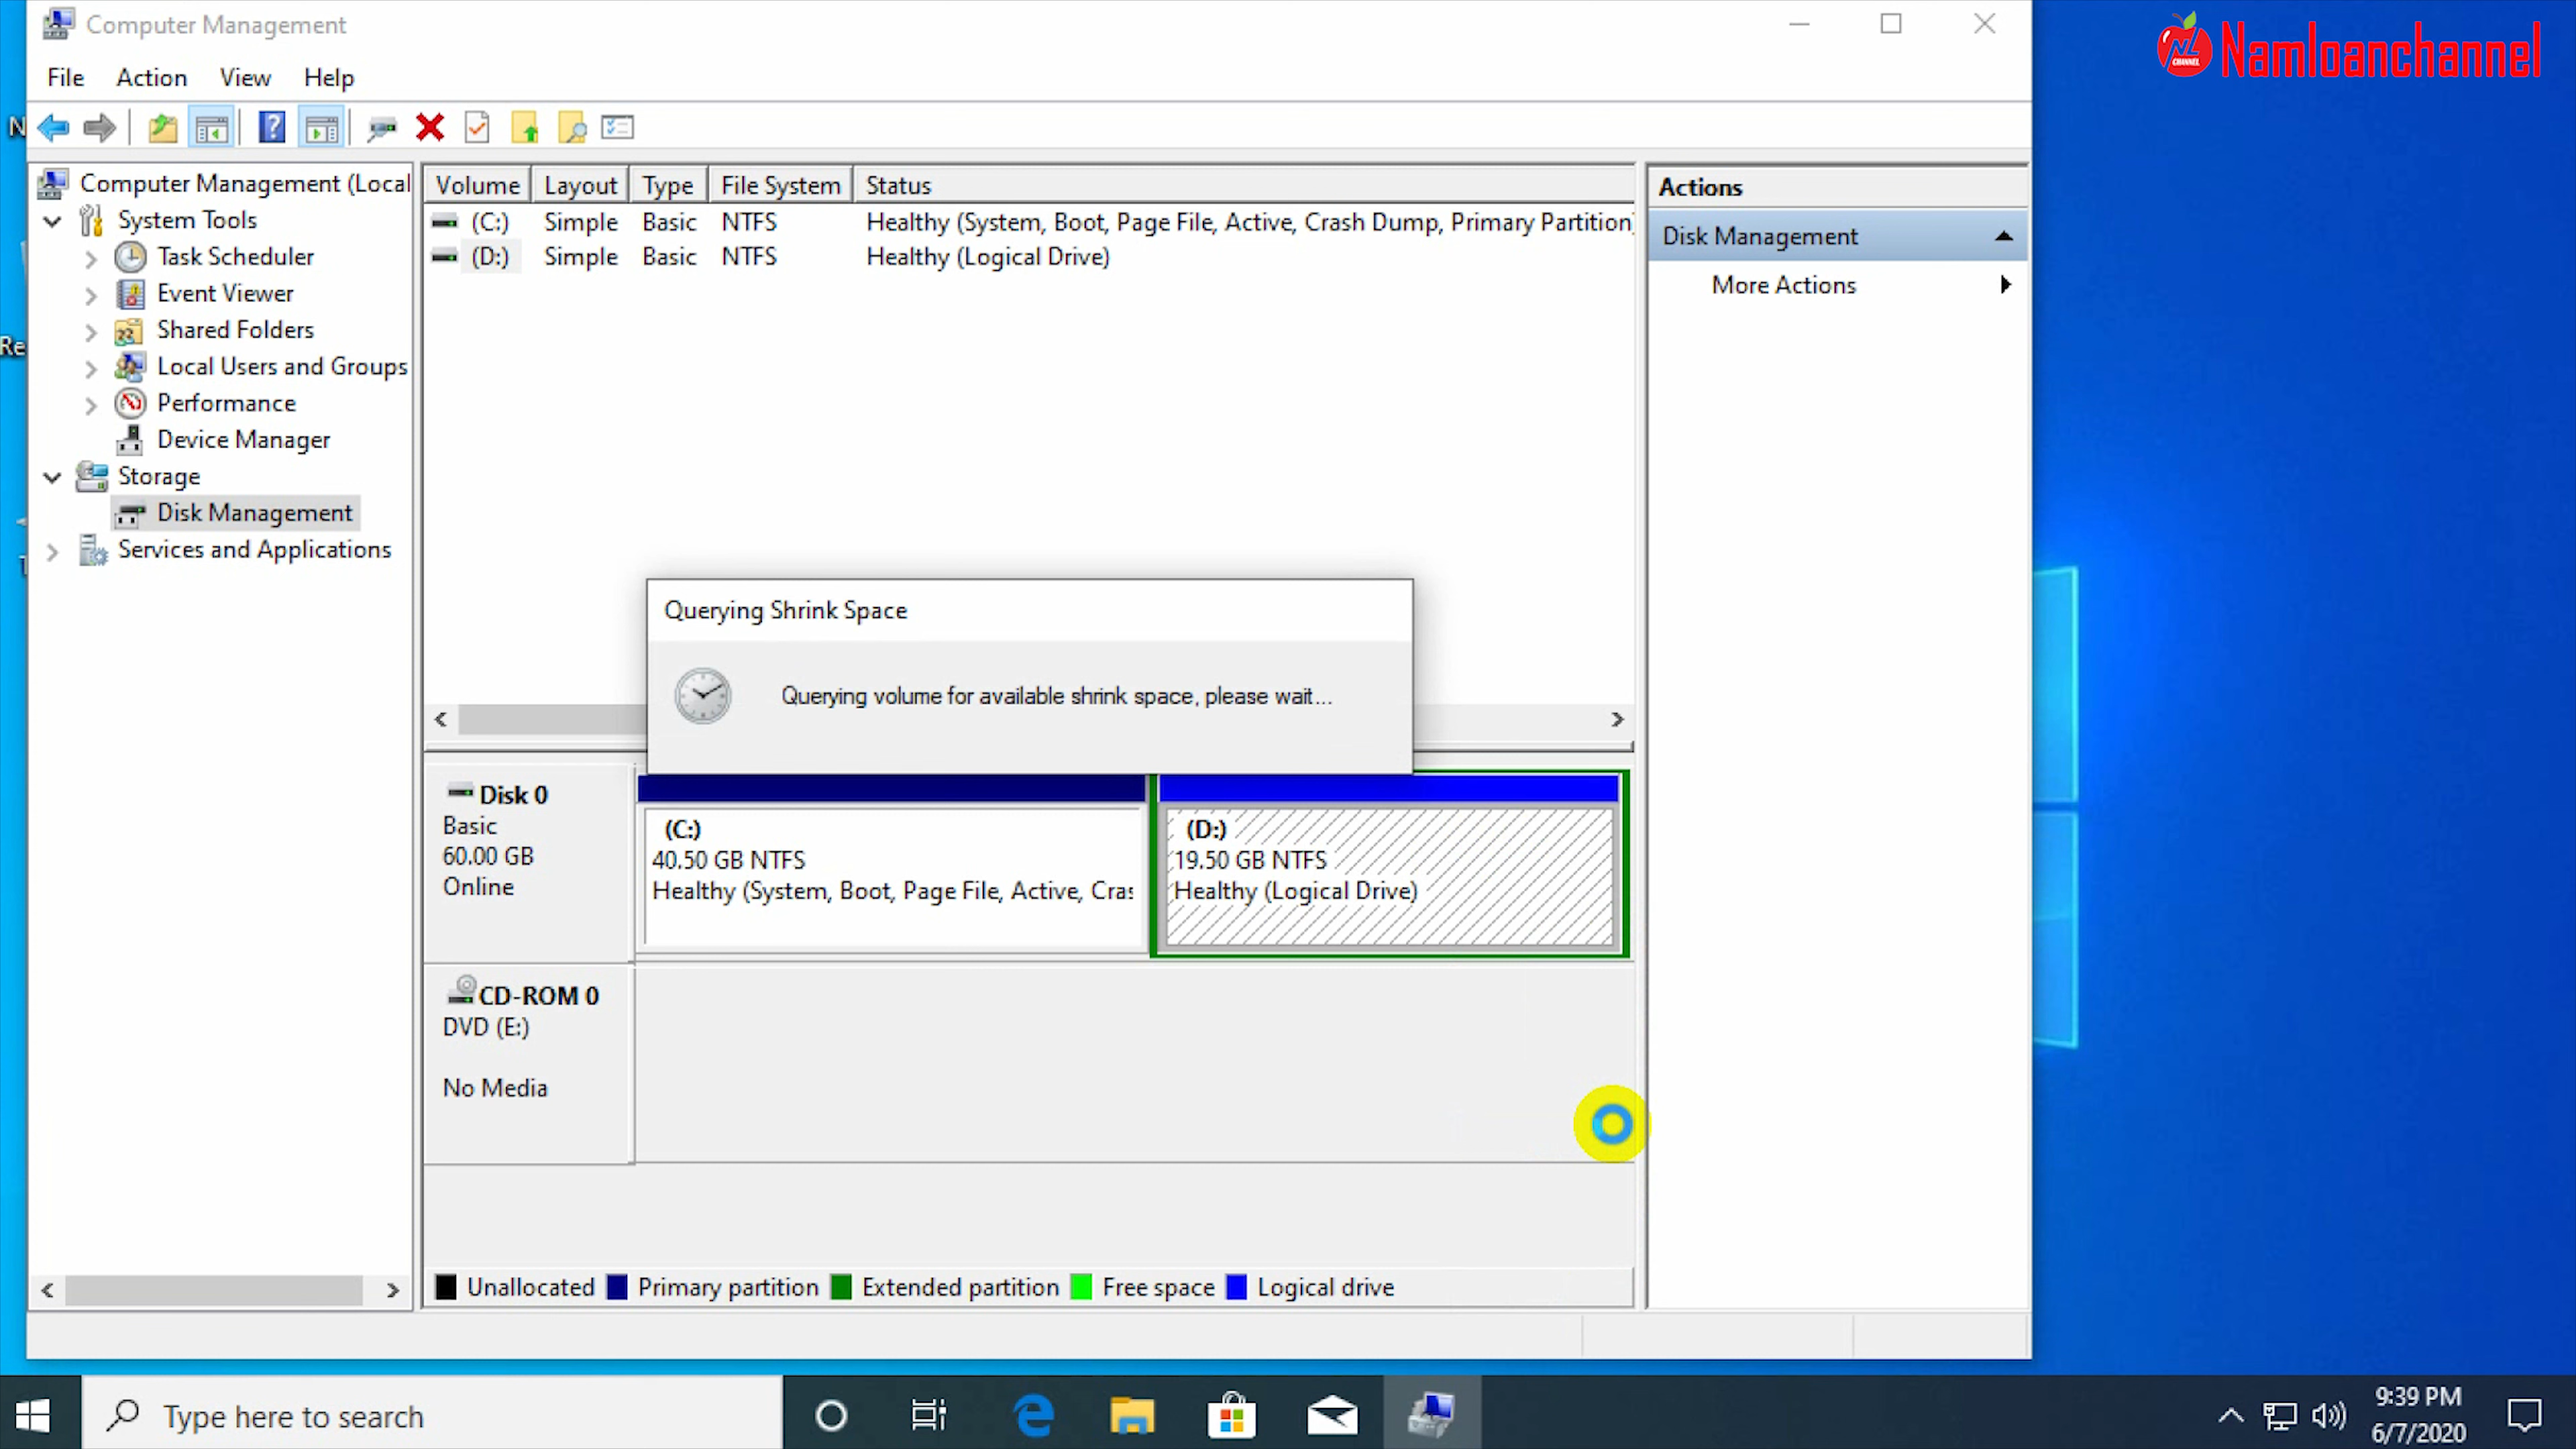 Computer Management
NL
CHANNEL
Namloanchannel
File Action View Help
N
Computer Management (Local
System Tools
Task Scheduler
Event Viewer
Shared Folders
Local Users and Groups
Performance
Device Manager
Storage
Disk Management
Services and Applications
Re
Volume Layout Type File System Status
(C:) Simple Basic NTFS Healthy (System, Boot, Page File, Active, Crash Dump, Primary Partition)
(D:) Simple Basic NTFS Healthy (Logical Drive)
Actions
Disk Management
More Actions
Querying Shrink Space
Querying volume for available shrink space, please wait...
Disk 0
Basic
60.00 GB
Online
(C:)
40.50 GB NTFS
Healthy (System, Boot, Page File, Active, Cras
(D:)
19.50 GB NTFS
Healthy (Logical Drive)
CD-ROM 0
DVD (E:)
No Media
Unallocated Primary partition Extended partition Free space Logical drive
Type here to search
9:39 PM
6/7/2020